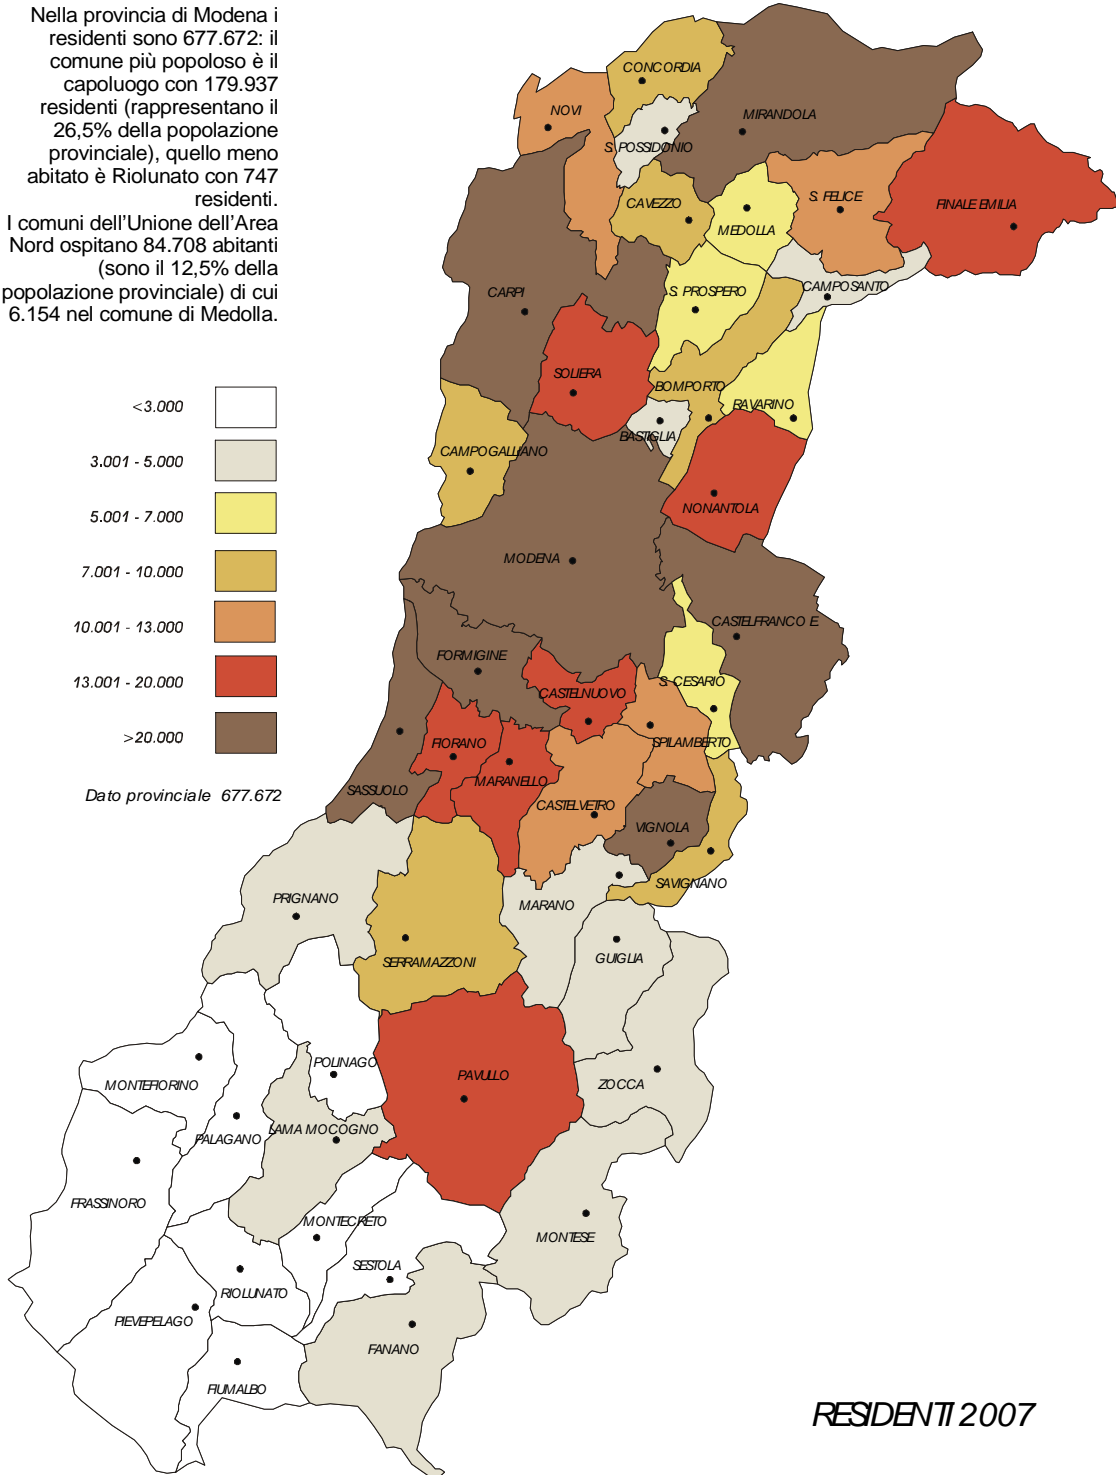 Nella provincia di Modena i
residenti sono 677.672: il
comune più popoloso è il
capoluogo con 179.937
residenti (rappresentano il
26,5% della popolazione
provinciale), quello meno
abitato è Riolunato con 747
residenti.
I comuni dell'Unione dell'Area
Nord ospitano 84.708 abitanti
(sono il 12,5% della
popolazione provinciale) di cui
6.154 nel comune di Medolla.
<3.000
3.001 - 5.000
5.001 - 7.000
7.001 - 10.000
10.001 - 13.000
13.001 - 20.000
>20.000
Dato provinciale 677.672
CONCORDIA
NOVI
MIRANDOLA
S. POSSIDONIO
CAVEZZO
S. FELICE
FINALE EMILIA
MEDOLLA
CARPI
S. PROSPERO
CAMPOSANTO
SOLIERA
BOMPORTO
RAVARINO
BASTIGLIA
CAMPOGALLIANO
NONANTOLA
MODENA
CASTELFRANCO E.
FORMIGINE
S. CESARIO
CASTELNUOVO
FIORANO
SPILAMBERTO
MARANELLO
SASSUOLO
CASTELVETRO
VIGNOLA
SAVIGNANO
PRIGNANO
MARANO
SERRAMAZZONI
GUIGLIA
POLINAGO
PAVULLO
ZOCCA
MONTEFIORINO
PALAGANO
LAMA MOCOGNO
FRASSINORO
MONTECRETO
MONTESE
SESTOLA
RIOLUNATO
PIEVEPELAGO
FANANO
FIUMALBO
RESIDENTI 2007